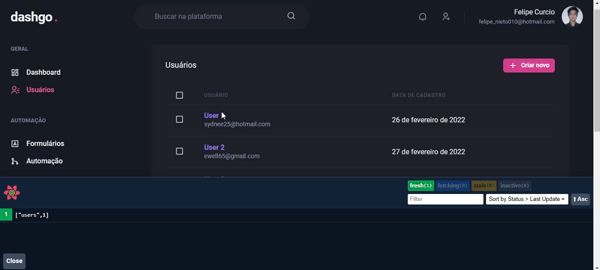 dashgo.
Buscar na plataforma
Felipe Curcio
felipe_nieto013@hotmail.com
GERAL
Dashboard
Usuários
AUTOMAÇÃO
Formulários
Automação
Usuários
+ Criar novo
USUÁRIO
DATA DE CADASTRO
User
sydnee25@hotmail.com
26 de fevereiro de 2022
User 2
ewell65@gmail.com
27 de fevereiro de 2022
fresh(1)
fetching(0)
stale(0)
inactive(0)
Filter
Sort by Status > Last Update
⬆ Asc
1
["users",1]
Close